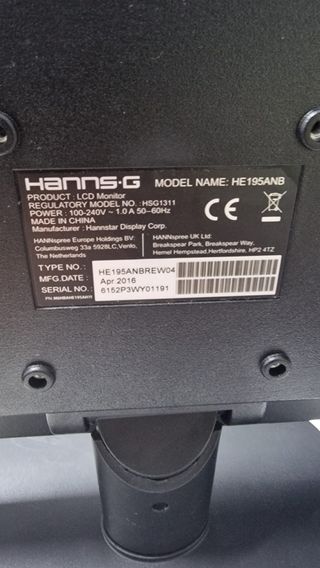 HANNS·G MODEL NAME: HE195ANB
PRODUCT : LCD Monitor
REGULATORY MODEL NO. : HSG1311
POWER : 100-240V ~ 1.0 A 50–60Hz
MADE IN CHINA
Manufacturer : Hannstar Display Corp.
HANNspree Europe Holdings BV.
Columbusweg 33a 5928LC, Venlo,
The Netherlands
HANNspree UK Ltd.
Breakspear Park, Breakspear Way,
Hemel Hempstead, Hertfordshire, HP2 4TZ
CE
TYPE NO.: HE195ANBREW04
MFG DATE : Apr.2016
SERIAL NO.: 6152P3WY01191